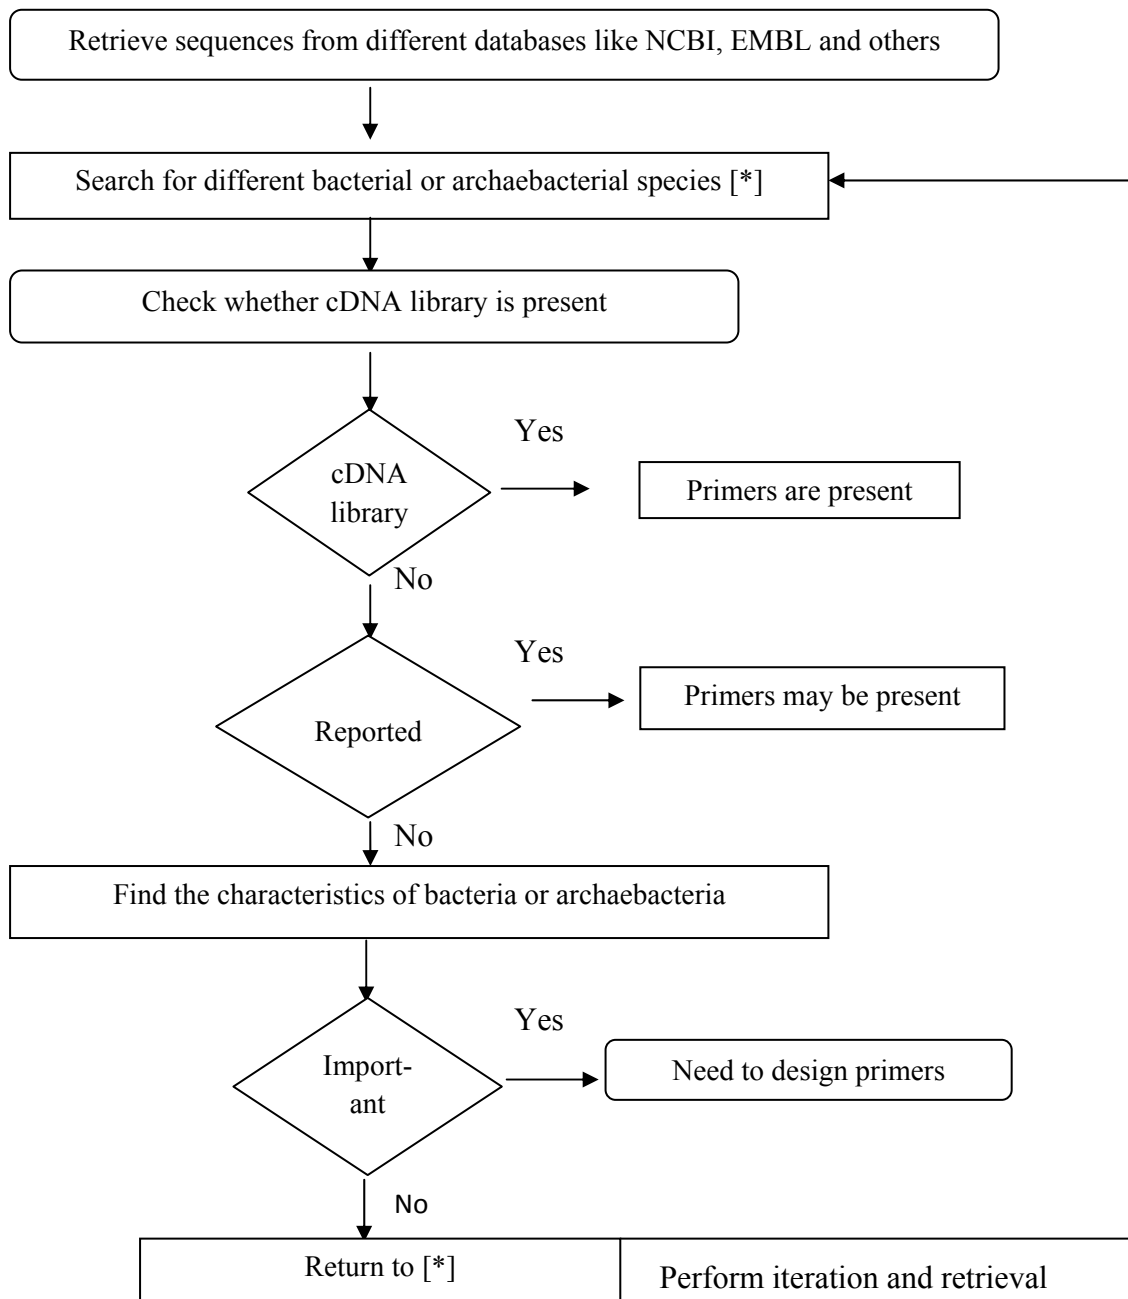 Retrieve sequences from different databases like NCBI, EMBL and others
Search for different bacterial or archaebacterial species [*]
Check whether cDNA library is present
Yes
cDNA
library
Primers are present
No
Yes
Reported
Primers may be present
No
Find the characteristics of bacteria or archaebacteria
Yes
Import-
ant
Need to design primers
No
Return to [*]
Perform iteration and retrieval